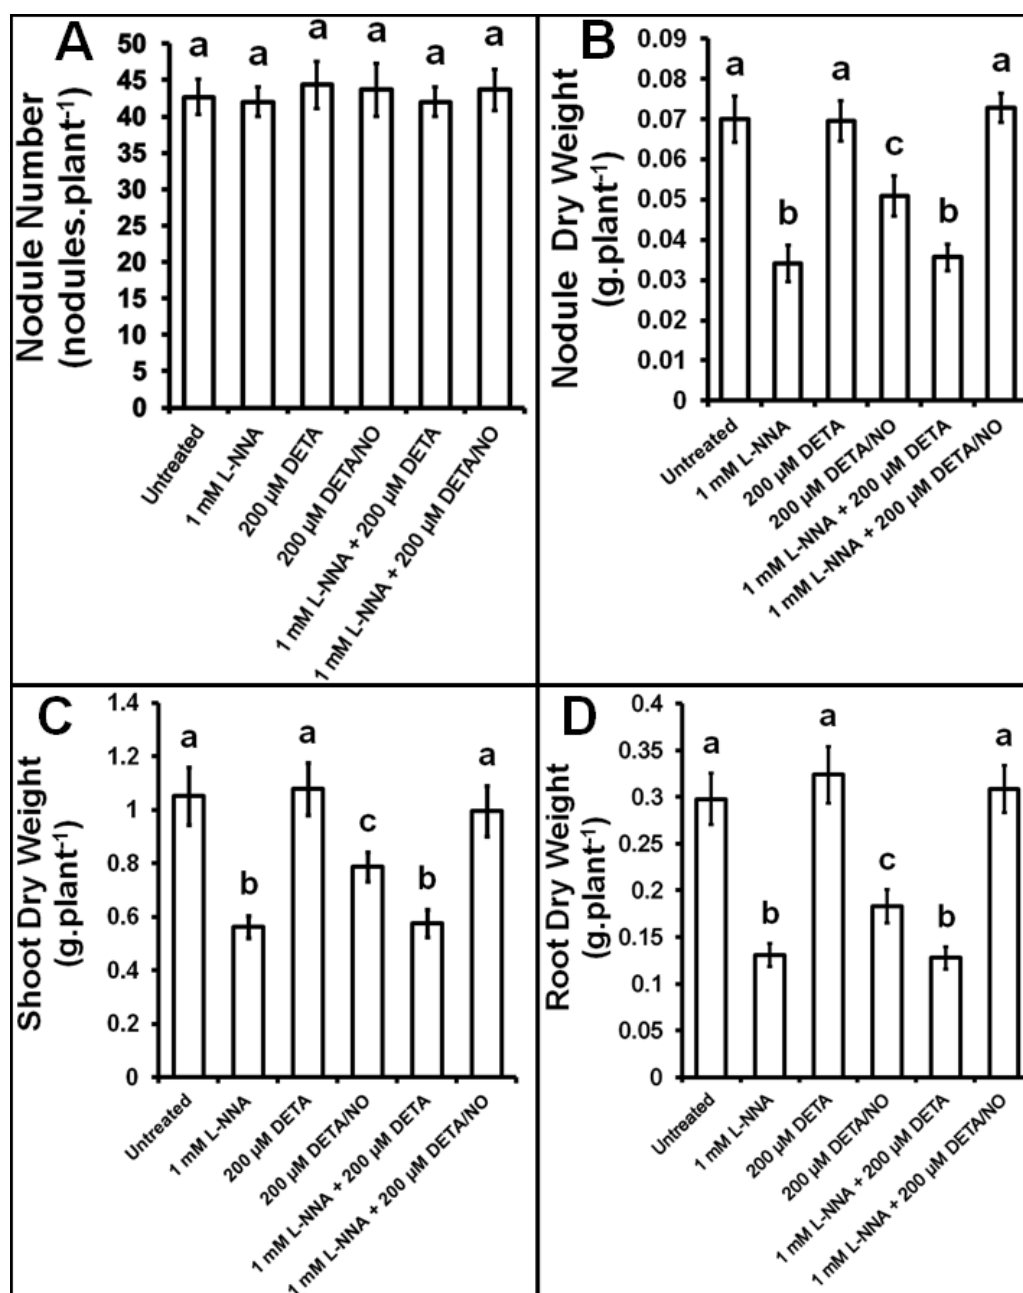 A
Nodule Number
(nodules.plant-1)
50
45
40
35
30
25
20
15
10
5
0
a
a
a
a
a
a
Untreated
1 mM L-NNA
200 µM DETA
200 µM DETA/NO
1 mM L-NNA + 200 µM DETA
1 mM L-NNA + 200 µM DETA/NO
B
Nodule Dry Weight
(g.plant-1)
0.09
0.08
0.07
0.06
0.05
0.04
0.03
0.02
0.01
0
a
b
a
c
b
a
Untreated
1 mM L-NNA
200 µM DETA
200 µM DETA/NO
1 mM L-NNA + 200 µM DETA
1 mM L-NNA + 200 µM DETA/NO
C
Shoot Dry Weight
(g.plant-1)
1.4
1.2
1
0.8
0.6
0.4
0.2
0
a
b
a
c
b
a
Untreated
1 mM L-NNA
200 µM DETA
200 µM DETA/NO
1 mM L-NNA + 200 µM DETA
1 mM L-NNA + 200 µM DETA/NO
D
Root Dry Weight
(g.plant-1)
0.4
0.35
0.3
0.25
0.2
0.15
0.1
0.05
0
a
b
a
c
b
a
Untreated
1 mM L-NNA
200 µM DETA
200 µM DETA/NO
1 mM L-NNA + 200 µM DETA
1 mM L-NNA + 200 µM DETA/NO